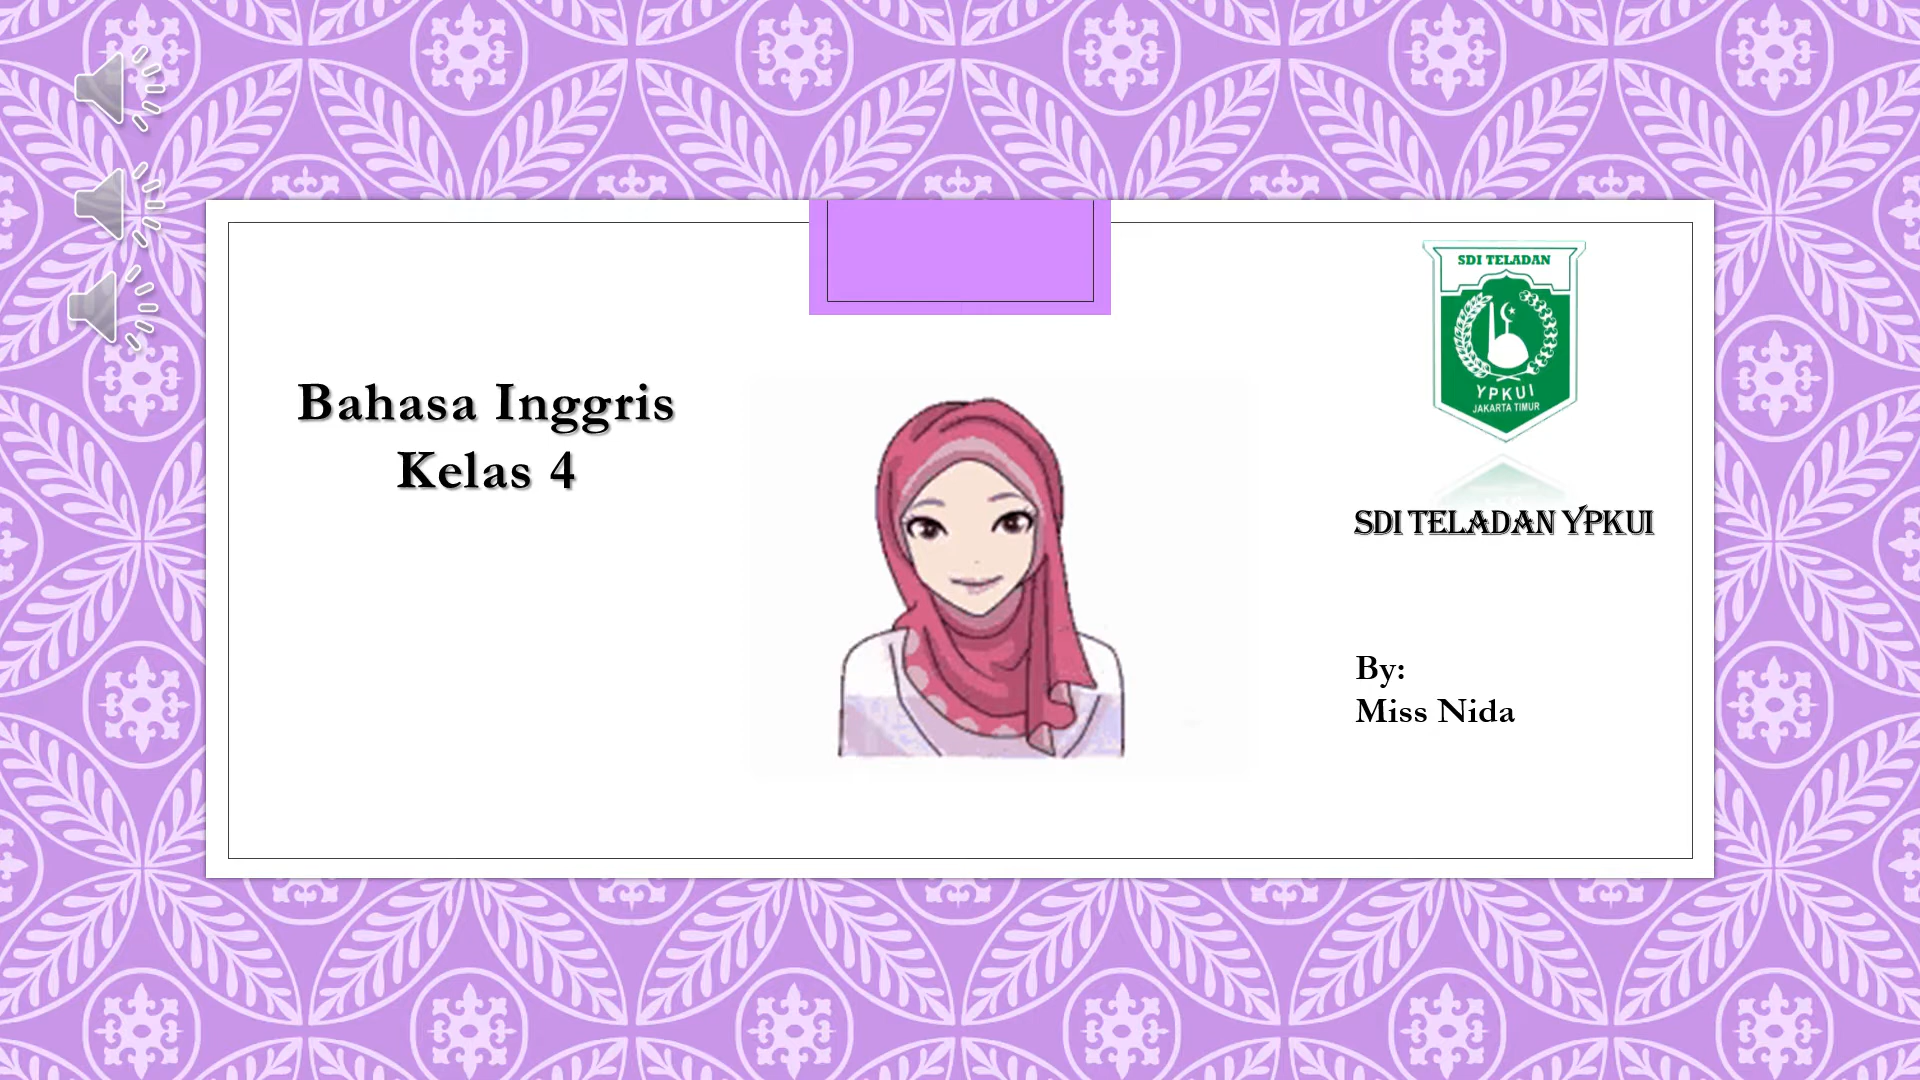 Bahasa Inggris
Kelas 4
SDI TELADAN
YPKUI
JAKARTA TIMUR
SDI TELADAN YPKUI
By:
Miss Nida